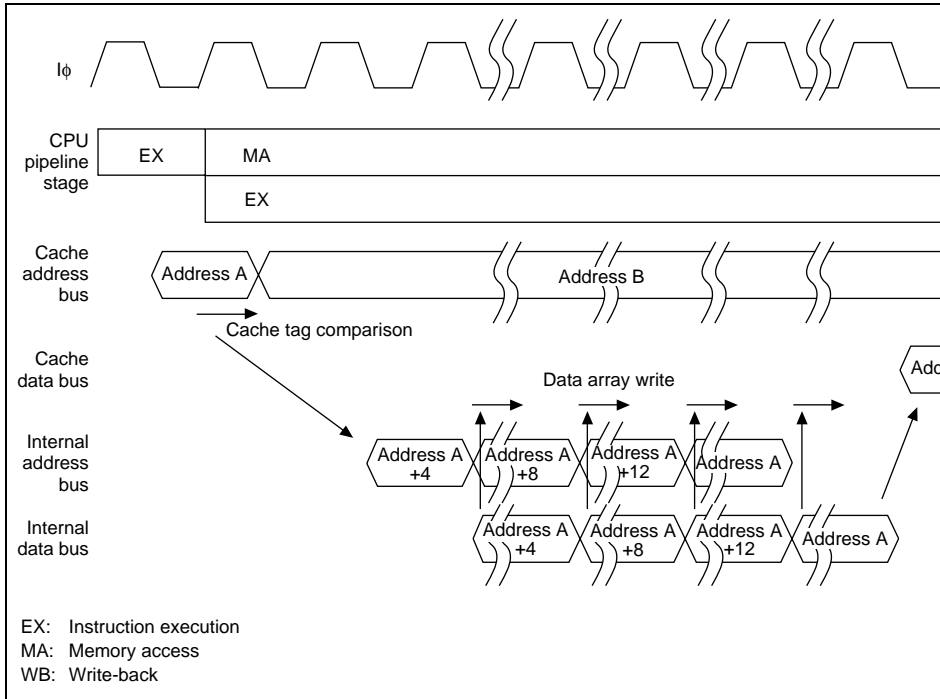 Iϕ
CPU
pipeline
stage
EX
MA
EX
Cache
address
bus
Address A
Address B
Cache tag comparison
Cache
data bus
Data array write
Internal
address
bus
Address A
+4
Address A
+8
Address A
+12
Address A
Internal
data bus
Address A
+4
Address A
+8
Address A
+12
Address A
EX: Instruction execution
MA: Memory access
WB: Write-back